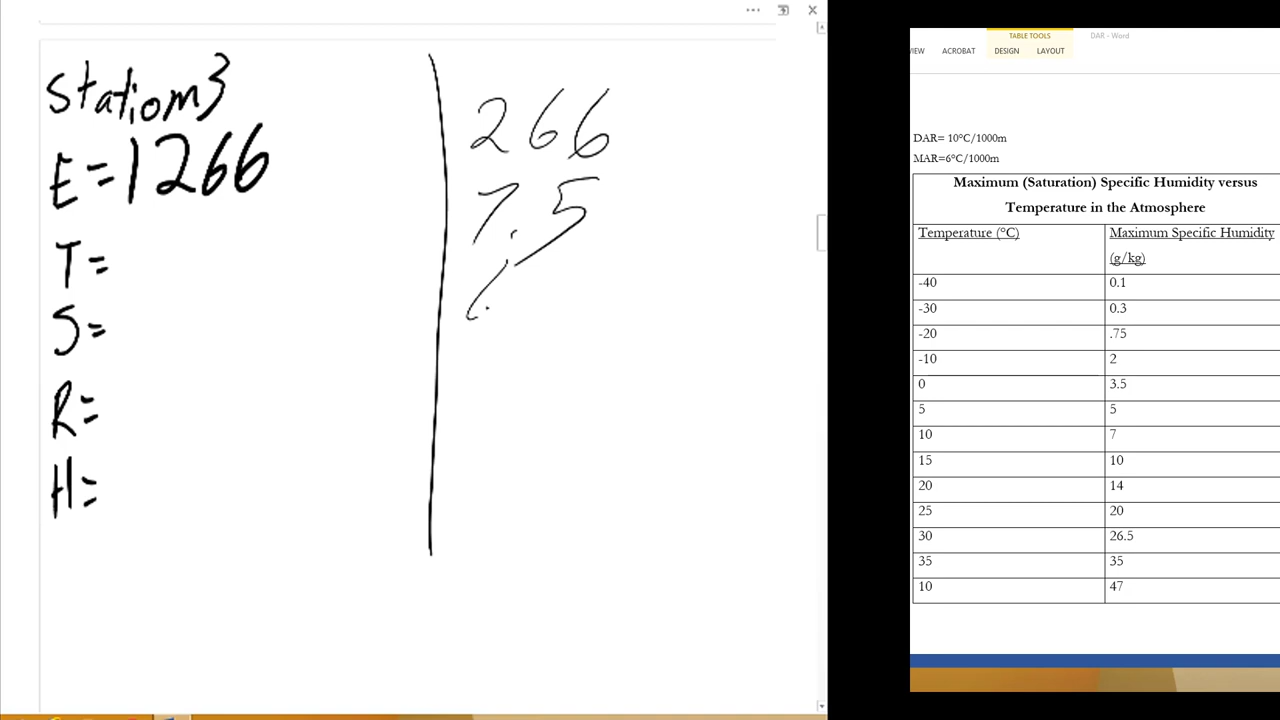 Station 3
E=1266
T=
S=
R=
H=
266
7.5
TABLE TOOLS
DAR - Word
IEW ACROBAT DESIGN LAYOUT
DAR= 10°C/1000m
MAR=6°C/1000m
Maximum (Saturation) Specific Humidity versus
Temperature in the Atmosphere
Temperature (°C) Maximum Specific Humidity
(g/kg)
-40 0.1
-30 0.3
-20 .75
-10 2
0 3.5
5 5
10 7
15 10
20 14
25 20
30 26.5
35 35
10 47